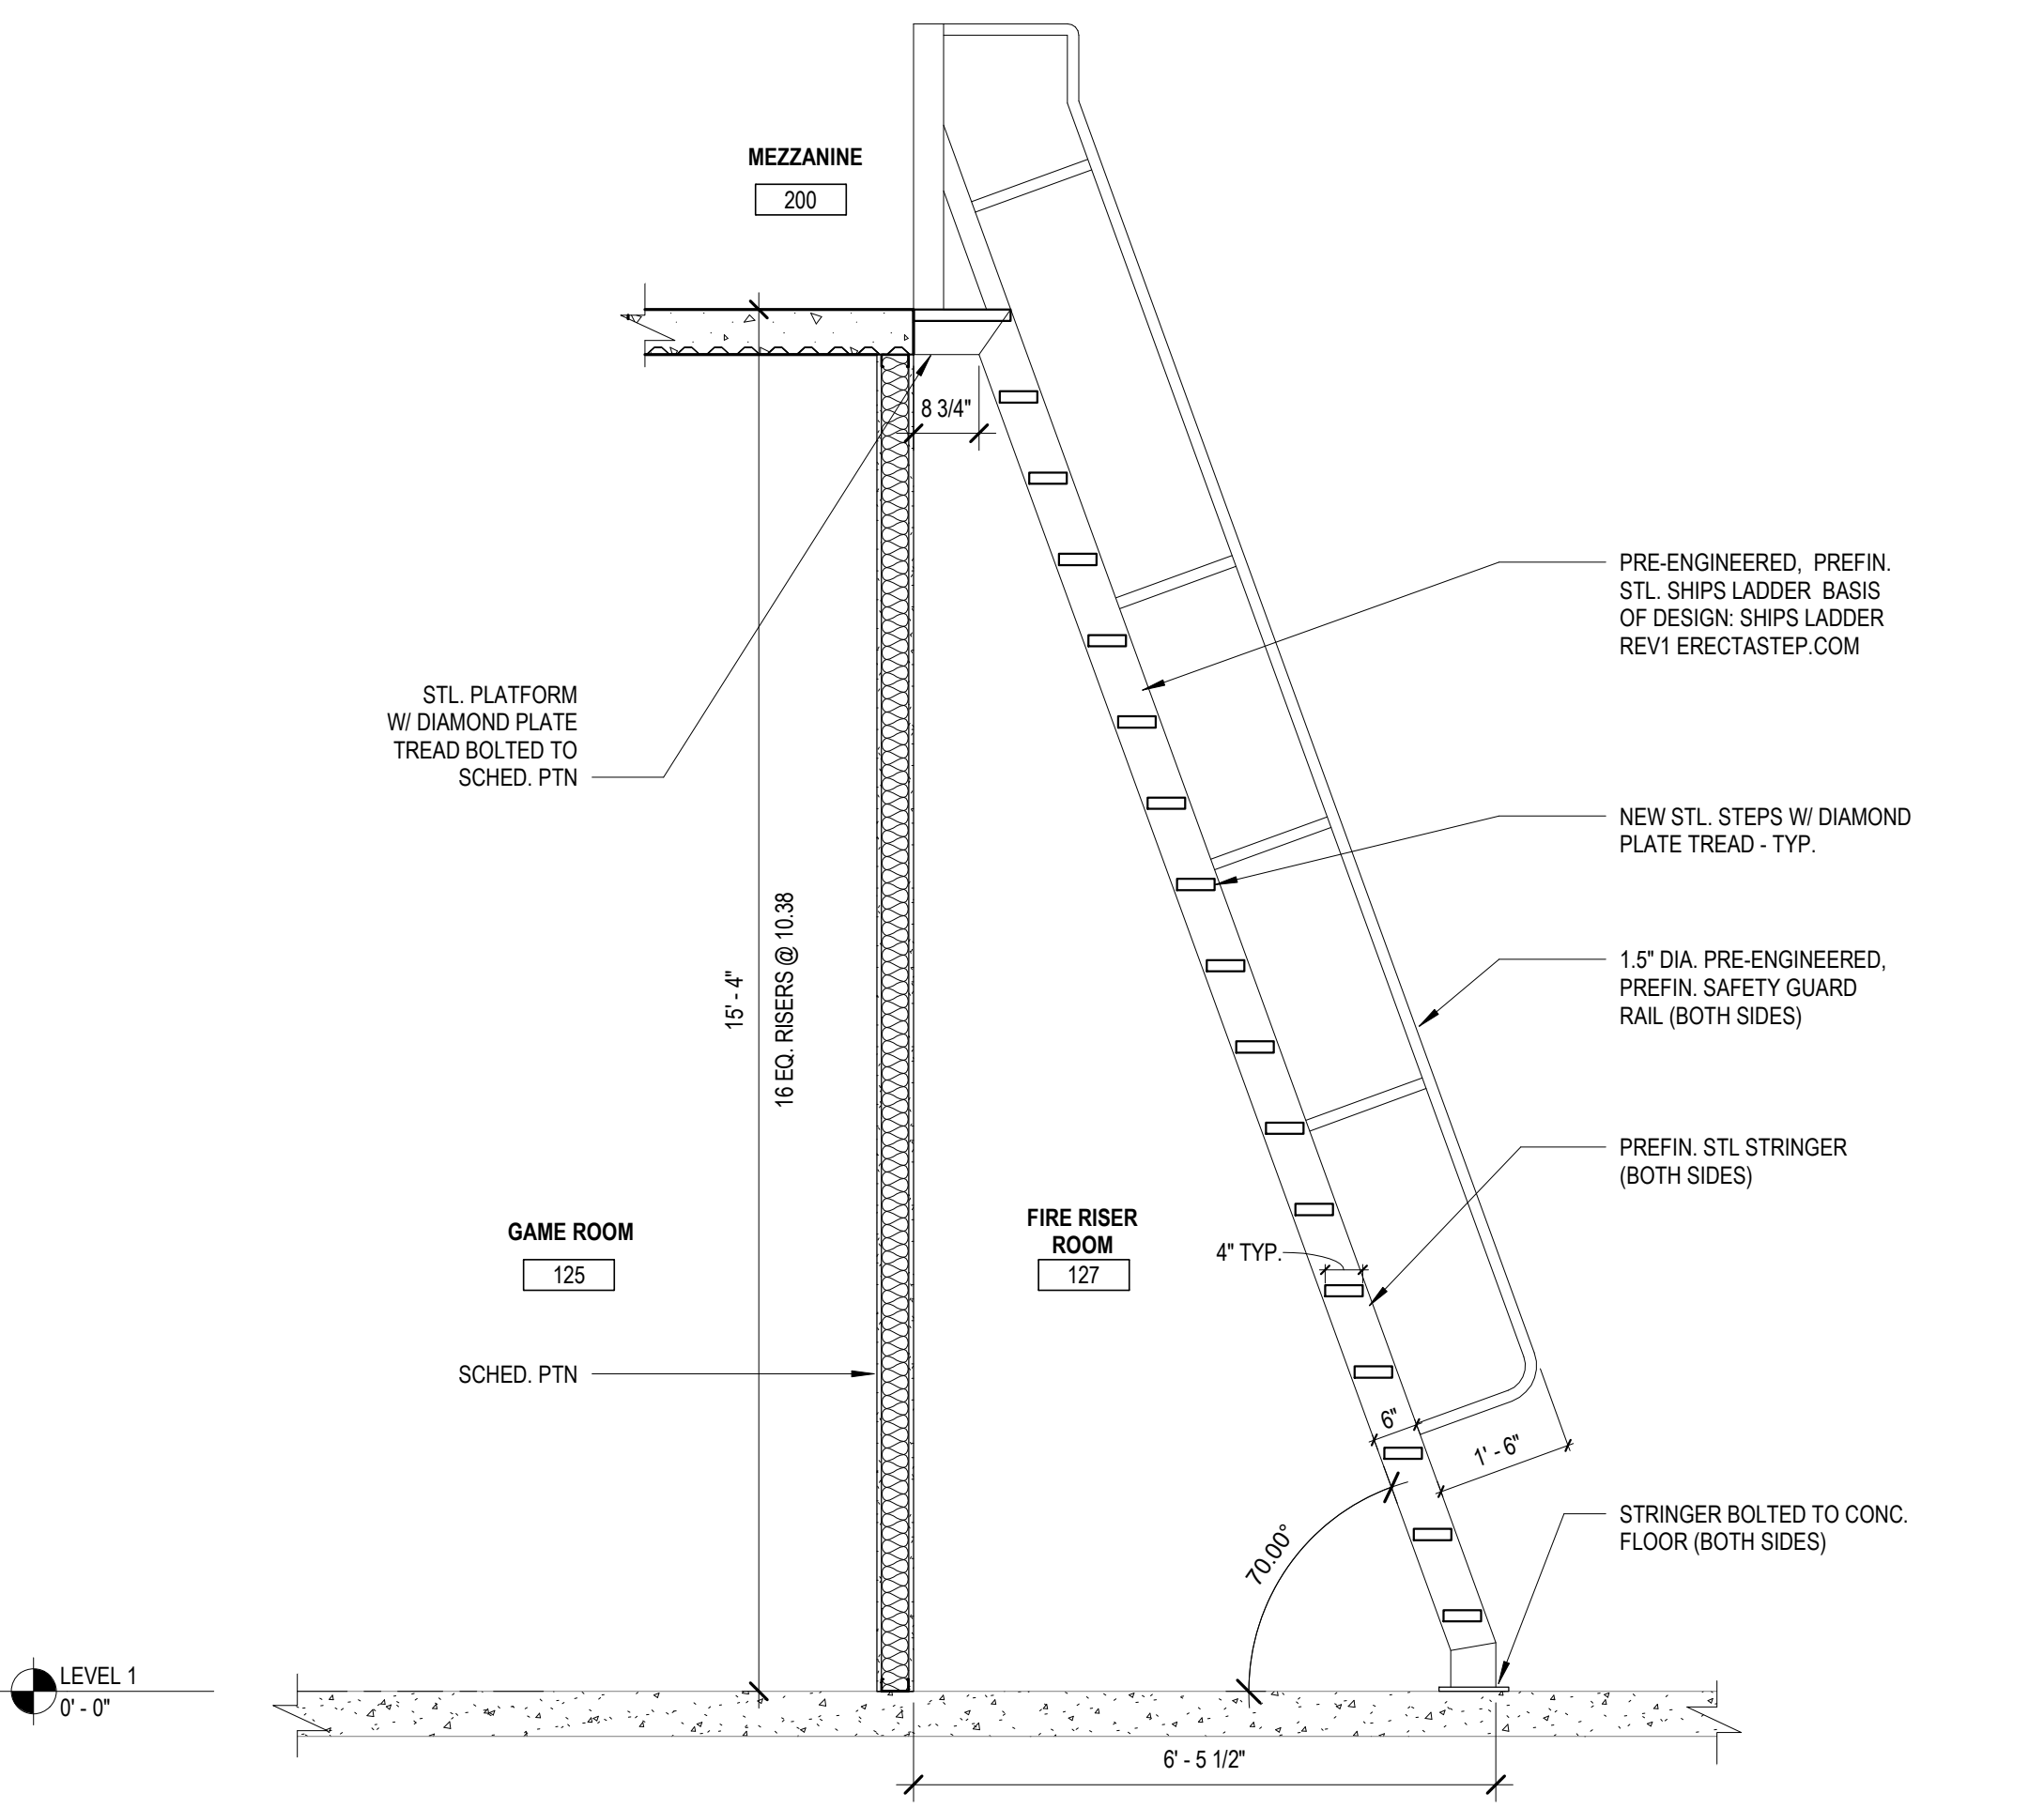 MEZZANINE
200
8 3/4"
PRE-ENGINEERED, PREFIN.
STL. SHIPS LADDER BASIS
OF DESIGN: SHIPS LADDER
REV1 ERECTASTEP.COM
STL. PLATFORM
W/ DIAMOND PLATE
TREAD BOLTED TO
SCHED. PTN
NEW STL. STEPS W/ DIAMOND
PLATE TREAD - TYP.
15' - 4"
16 EQ. RISERS @ 10.38
1.5" DIA. PRE-ENGINEERED,
PREFIN. SAFETY GUARD
RAIL (BOTH SIDES)
PREFIN. STL STRINGER
(BOTH SIDES)
GAME ROOM
125
FIRE RISER
ROOM
127
4" TYP.
SCHED. PTN
6"
1' - 6"
70.00°
STRINGER BOLTED TO CONC.
FLOOR (BOTH SIDES)
LEVEL 1
0' - 0"
6' - 5 1/2"